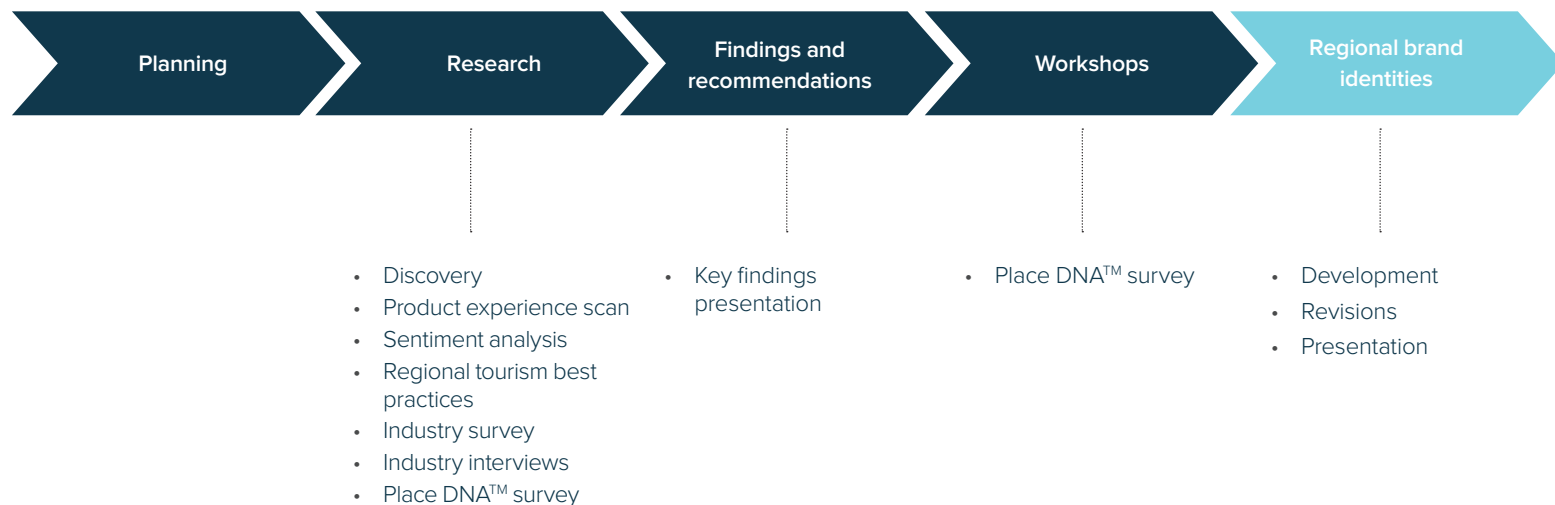 Planning
Research
Findings and
recommendations
Workshops
Regional brand
identities
• Discovery
• Product experience scan
• Sentiment analysis
• Regional tourism best
practices
• Industry survey
• Industry interviews
• Place DNA™ survey
• Key findings
presentation
• Place DNA™ survey
• Development
• Revisions
• Presentation